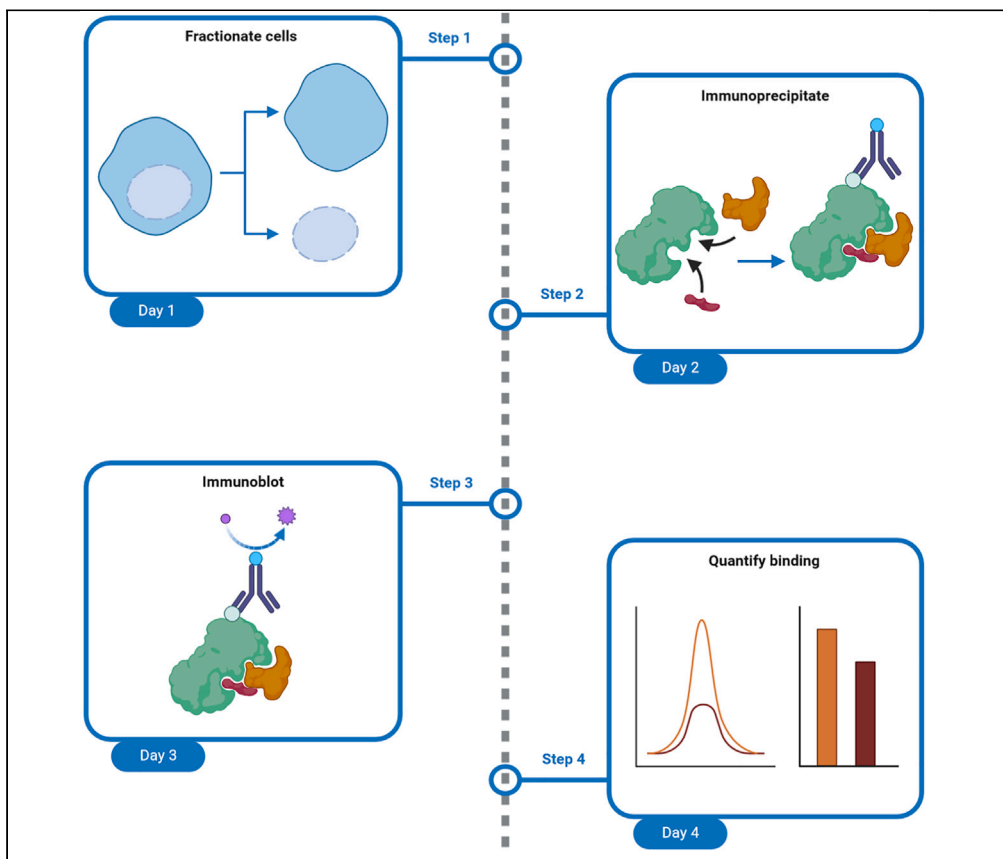 Fractionate cells
Step 1
Day 1
Immunoprecipitate
Step 2
Day 2
Immunoblot
Step 3
Day 3
Quantify binding
Step 4
Day 4